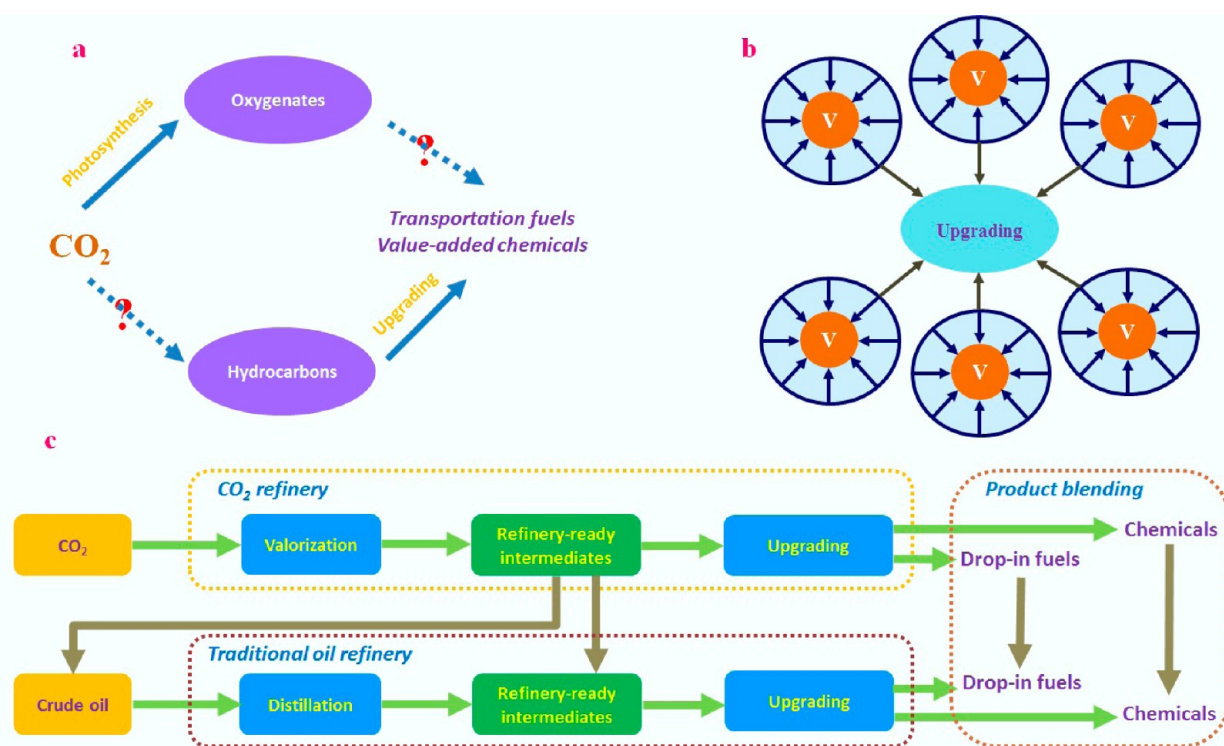 a
Oxygenates
Photosynthesis
?
CO₂
Transportation fuels
Value-added chemicals
?
Upgrading
Hydrocarbons
b
V
V
V
Upgrading
V
V
V
c
CO₂ refinery
Product blending
CO₂
Valorization
Refinery-ready
intermediates
Upgrading
Chemicals
Drop-in fuels
Traditional oil refinery
Crude oil
Distillation
Refinery-ready
intermediates
Upgrading
Drop-in fuels
Chemicals